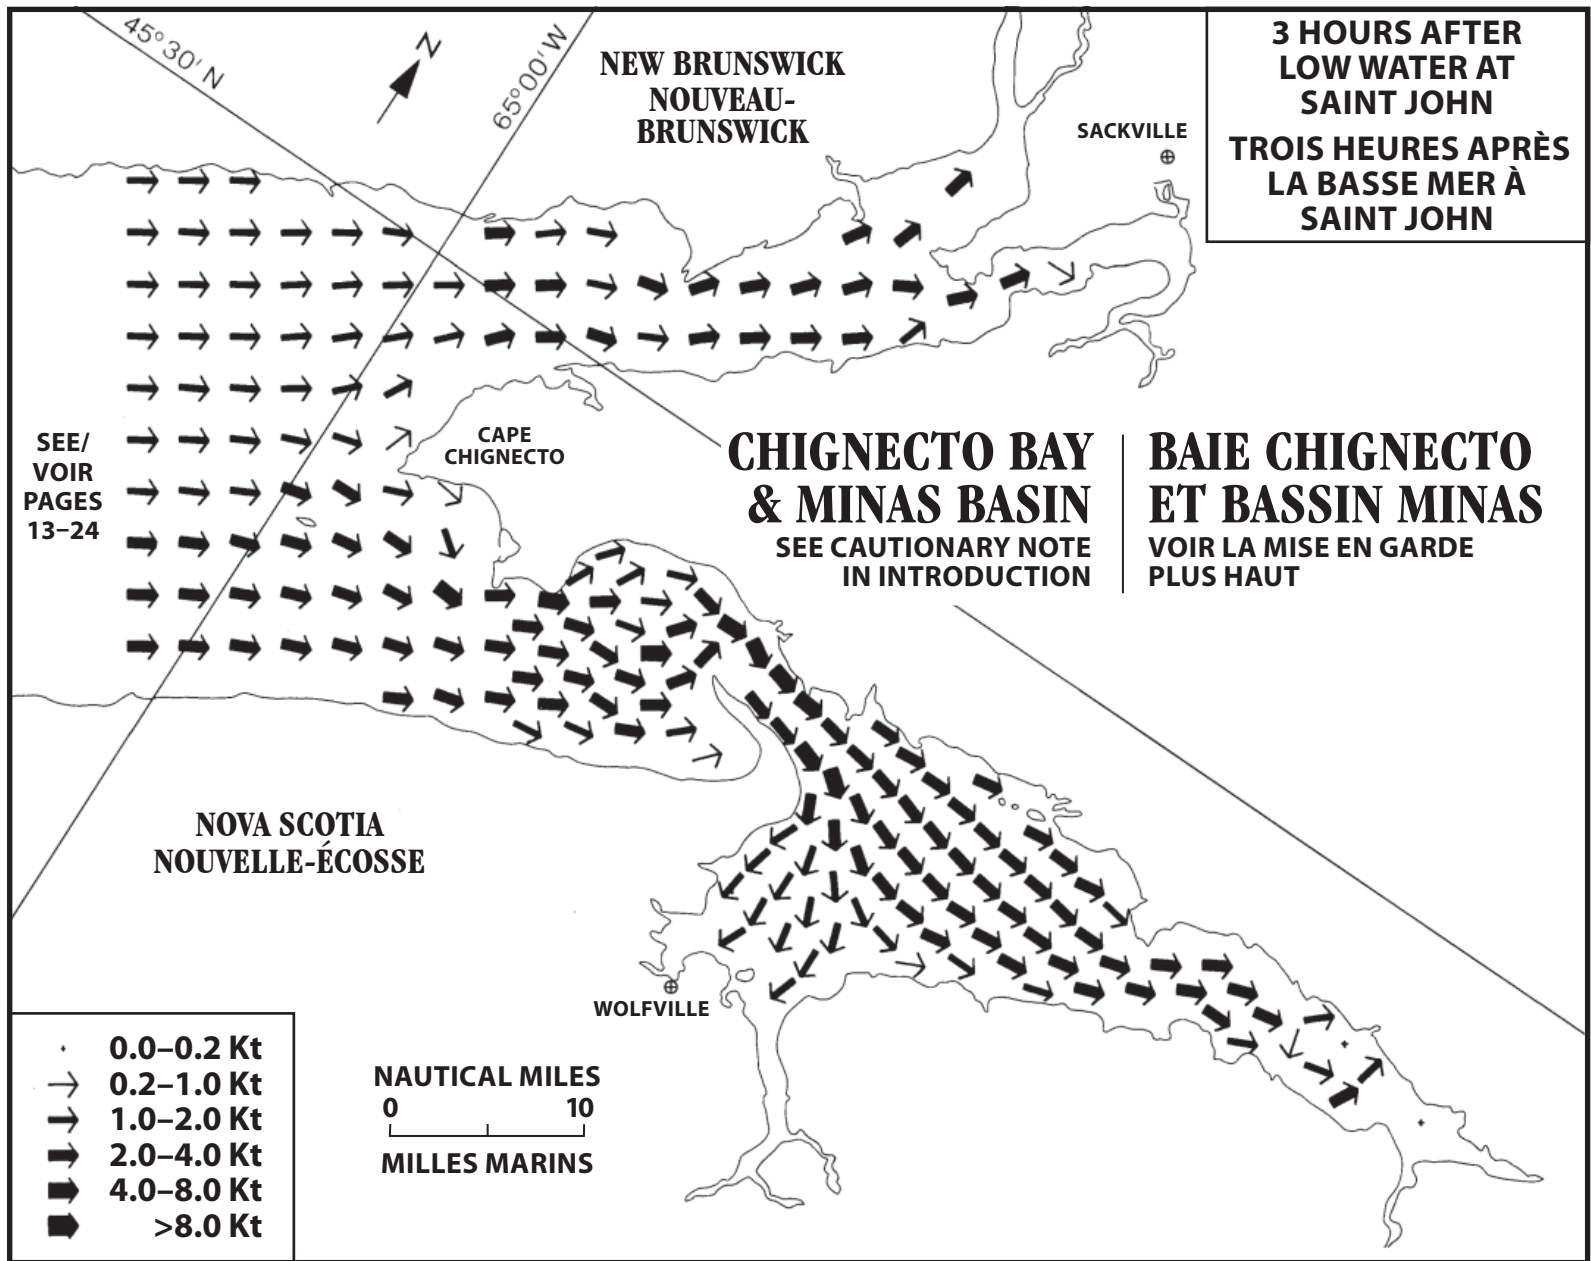 45°30' N
N
65°00' W
NEW BRUNSWICK
NOUVEAU-
BRUNSWICK
SACKVILLE
3 HOURS AFTER
LOW WATER AT
SAINT JOHN
TROIS HEURES APRÈS
LA BASSE MER À
SAINT JOHN
SEE/
VOIR
PAGES
13–24
CAPE
CHIGNECTO
CHIGNECTO BAY
& MINAS BASIN
SEE CAUTIONARY NOTE
IN INTRODUCTION
BAIE CHIGNECTO
ET BASSIN MINAS
VOIR LA MISE EN GARDE
PLUS HAUT
NOVA SCOTIA
NOUVELLE-ÉCOSSE
WOLFVILLE
0.0–0.2 Kt
0.2–1.0 Kt
1.0–2.0 Kt
2.0–4.0 Kt
4.0–8.0 Kt
>8.0 Kt
NAUTICAL MILES
0 10
MILLES MARINS